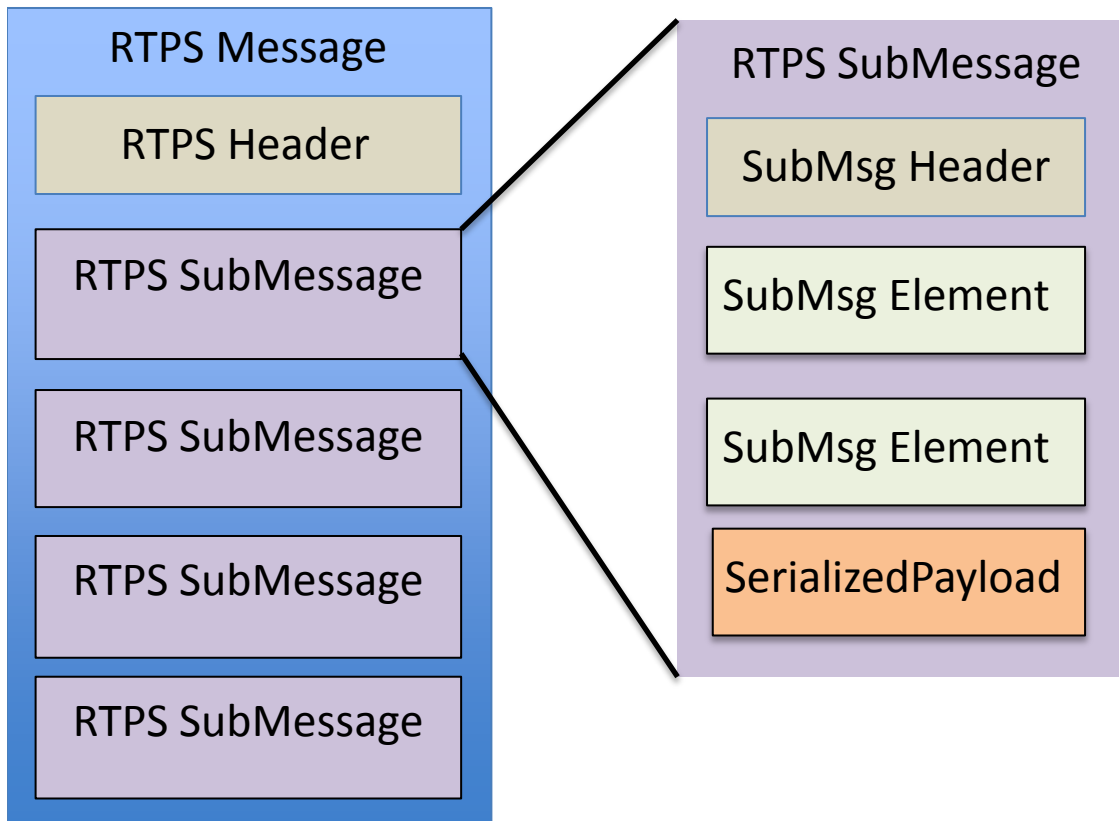 RTPS Message
RTPS Header
RTPS SubMessage
RTPS SubMessage
RTPS SubMessage
RTPS SubMessage
RTPS SubMessage
SubMsg Header
SubMsg Element
SubMsg Element
SerializedPayload